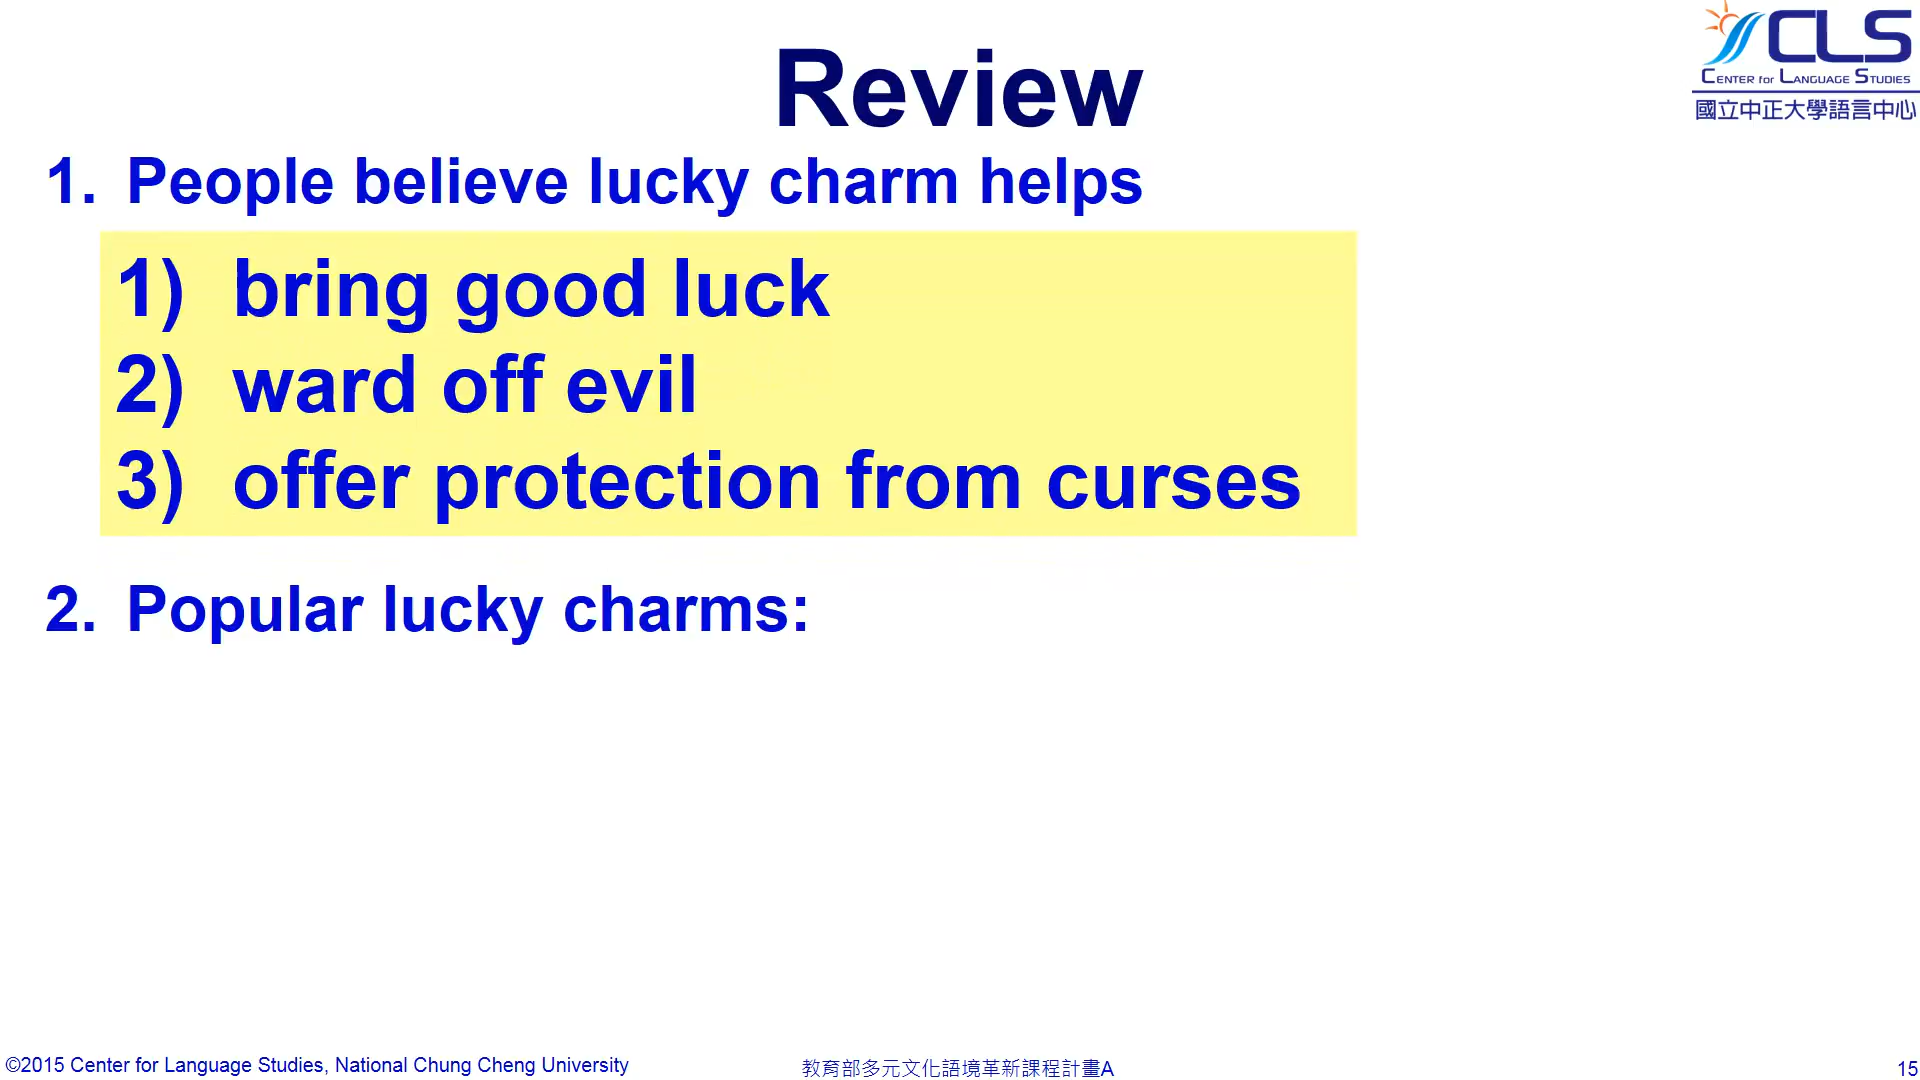 CLS
CENTER for LANGUAGE STUDIES
國立中正大學語言中心
Review
1. People believe lucky charm helps
1) bring good luck
2) ward off evil
3) offer protection from curses
2. Popular lucky charms:
©2015 Center for Language Studies, National Chung Cheng University
教育部多元文化語境革新課程計畫A
15